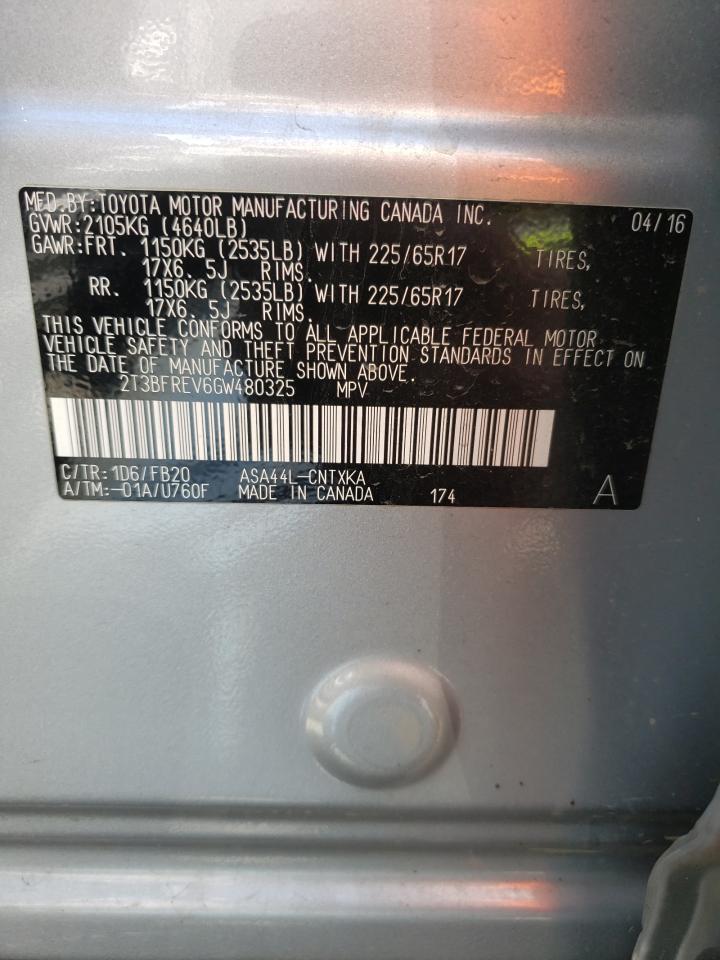 MFD BY:TOYOTA MOTOR MANUFACTURING CANADA INC. 04/16
GVWR:2105KG (4640LB)
GAWR:FRT. 1150KG (2535LB) WITH 225/65R17 TIRES,
17X6. 5J RIMS.
RR. 1150KG (2535LB) WITH 225/65R17 TIRES,
17X6. 5J RIMS.
THIS VEHICLE CONFORMS TO ALL APPLICABLE FEDERAL MOTOR
VEHICLE SAFETY AND THEFT PREVENTION STANDARDS IN EFFECT ON
THE DATE OF MANUFACTURE SHOWN ABOVE.
2T3BFREV6GW480325 MPV
C/TR:1D6/FB20 ASA44L-CNTXKA
A/TM:-01A/U760F MADE IN CANADA 174 A